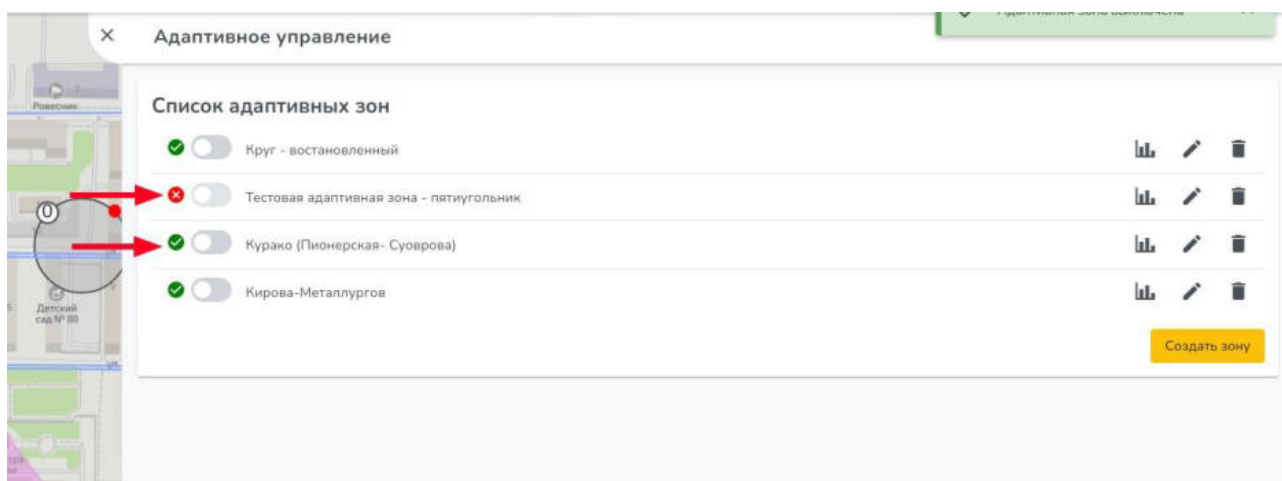 Адаптивное управление
Список адаптивных зон
Круг - востановленный
Тестовая адаптивная зона - пятиугольник
Курако (Пионерская- Суоврова)
Кирова-Металлургов
Создать зону
Ровесник
0
Детский
сад № 80